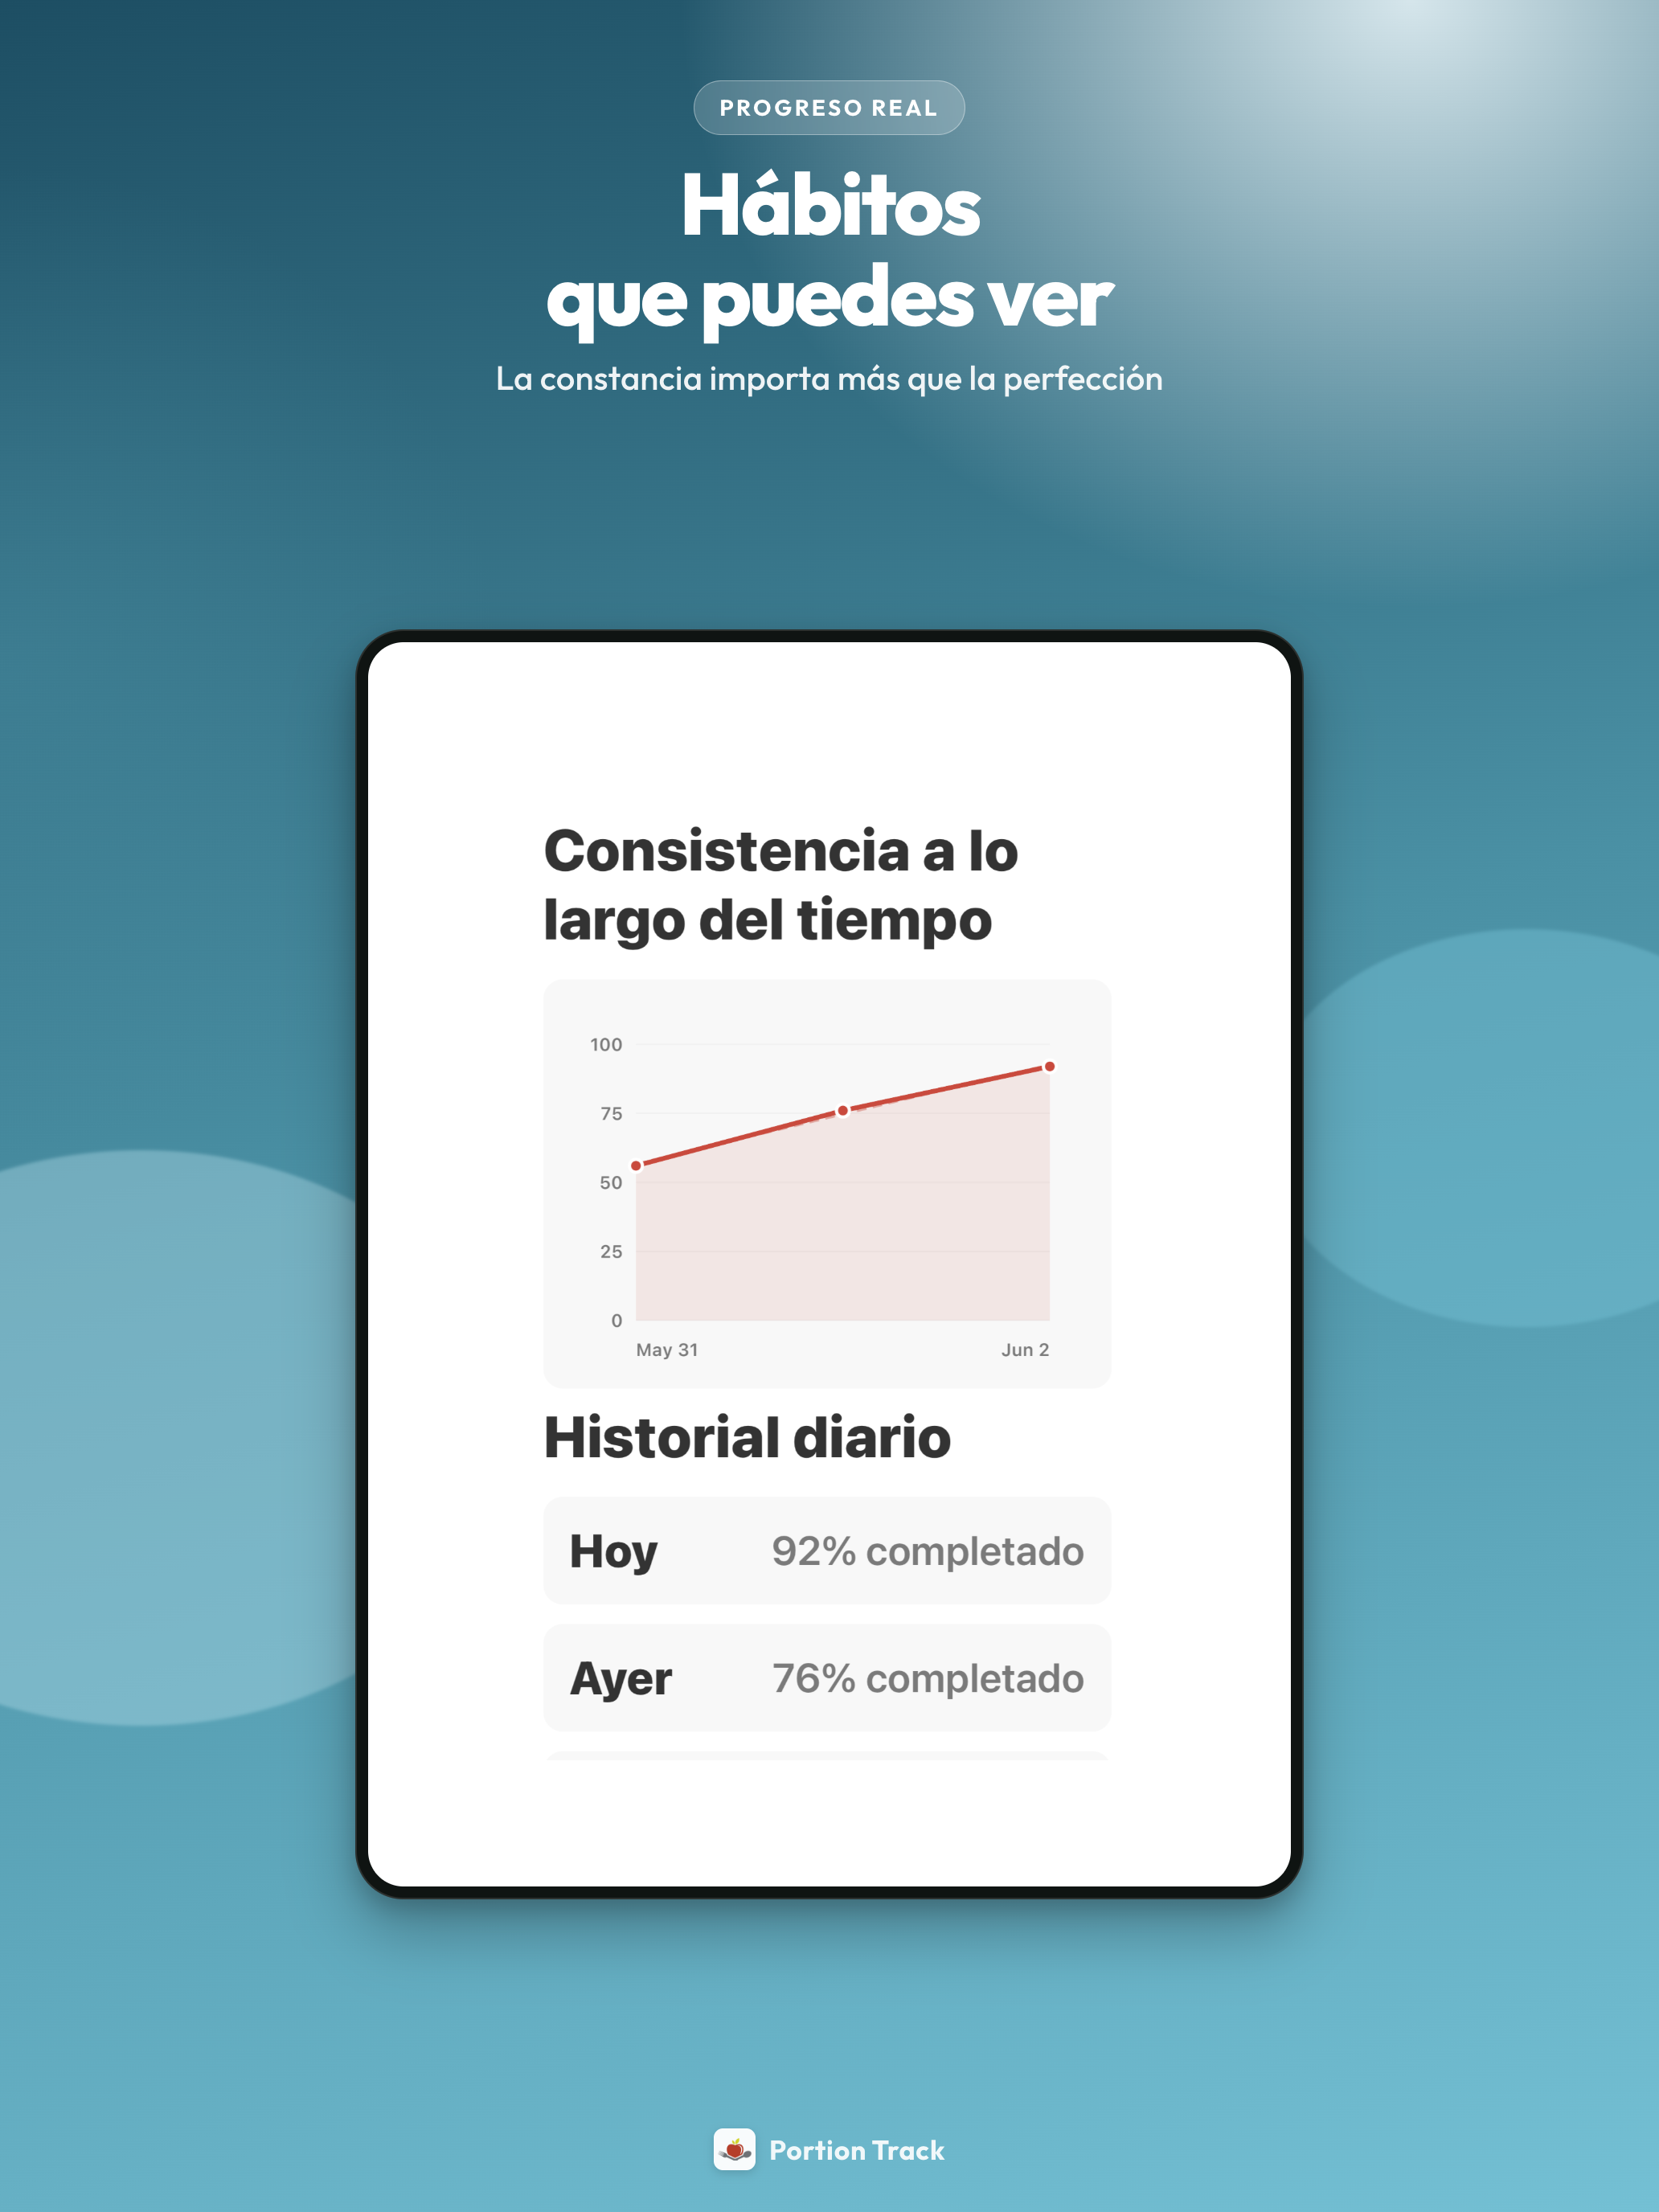 PROGRESO REAL
Hábitos
que puedes ver
La constancia importa más que la perfección
Consistencia a lo
largo del tiempo
100
75
50
25
0
May 31
Jun 2
Historial diario
Hoy 92% completado
Ayer 76% completado
Portion Track